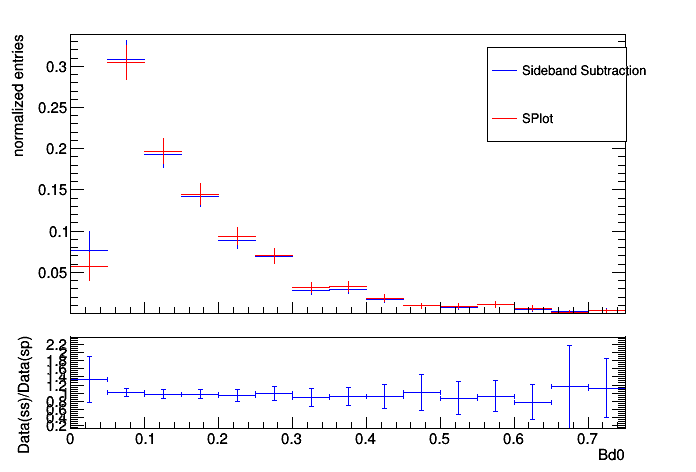 normalized entries
0.3
0.25
0.2
0.15
0.1
0.05
Sideband Subtraction
SPlot
Data(ss)/Data(sp)
2.2
2
1.8
1.6
1.4
1.2
1
0.8
0.6
0.4
0.2
0 0.1 0.2 0.3 0.4 0.5 0.6 0.7
Bd0